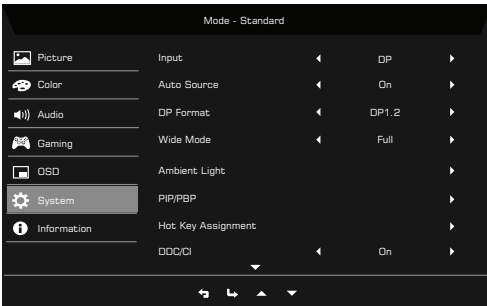 Mode - Standard
Picture
Color
Audio
Gaming
OSD
System
Information
Input DP
Auto Source On
DP Format DP1.2
Wide Mode Full
Ambient Light
PIP/PBP
Hot Key Assignment
DDC/CI On